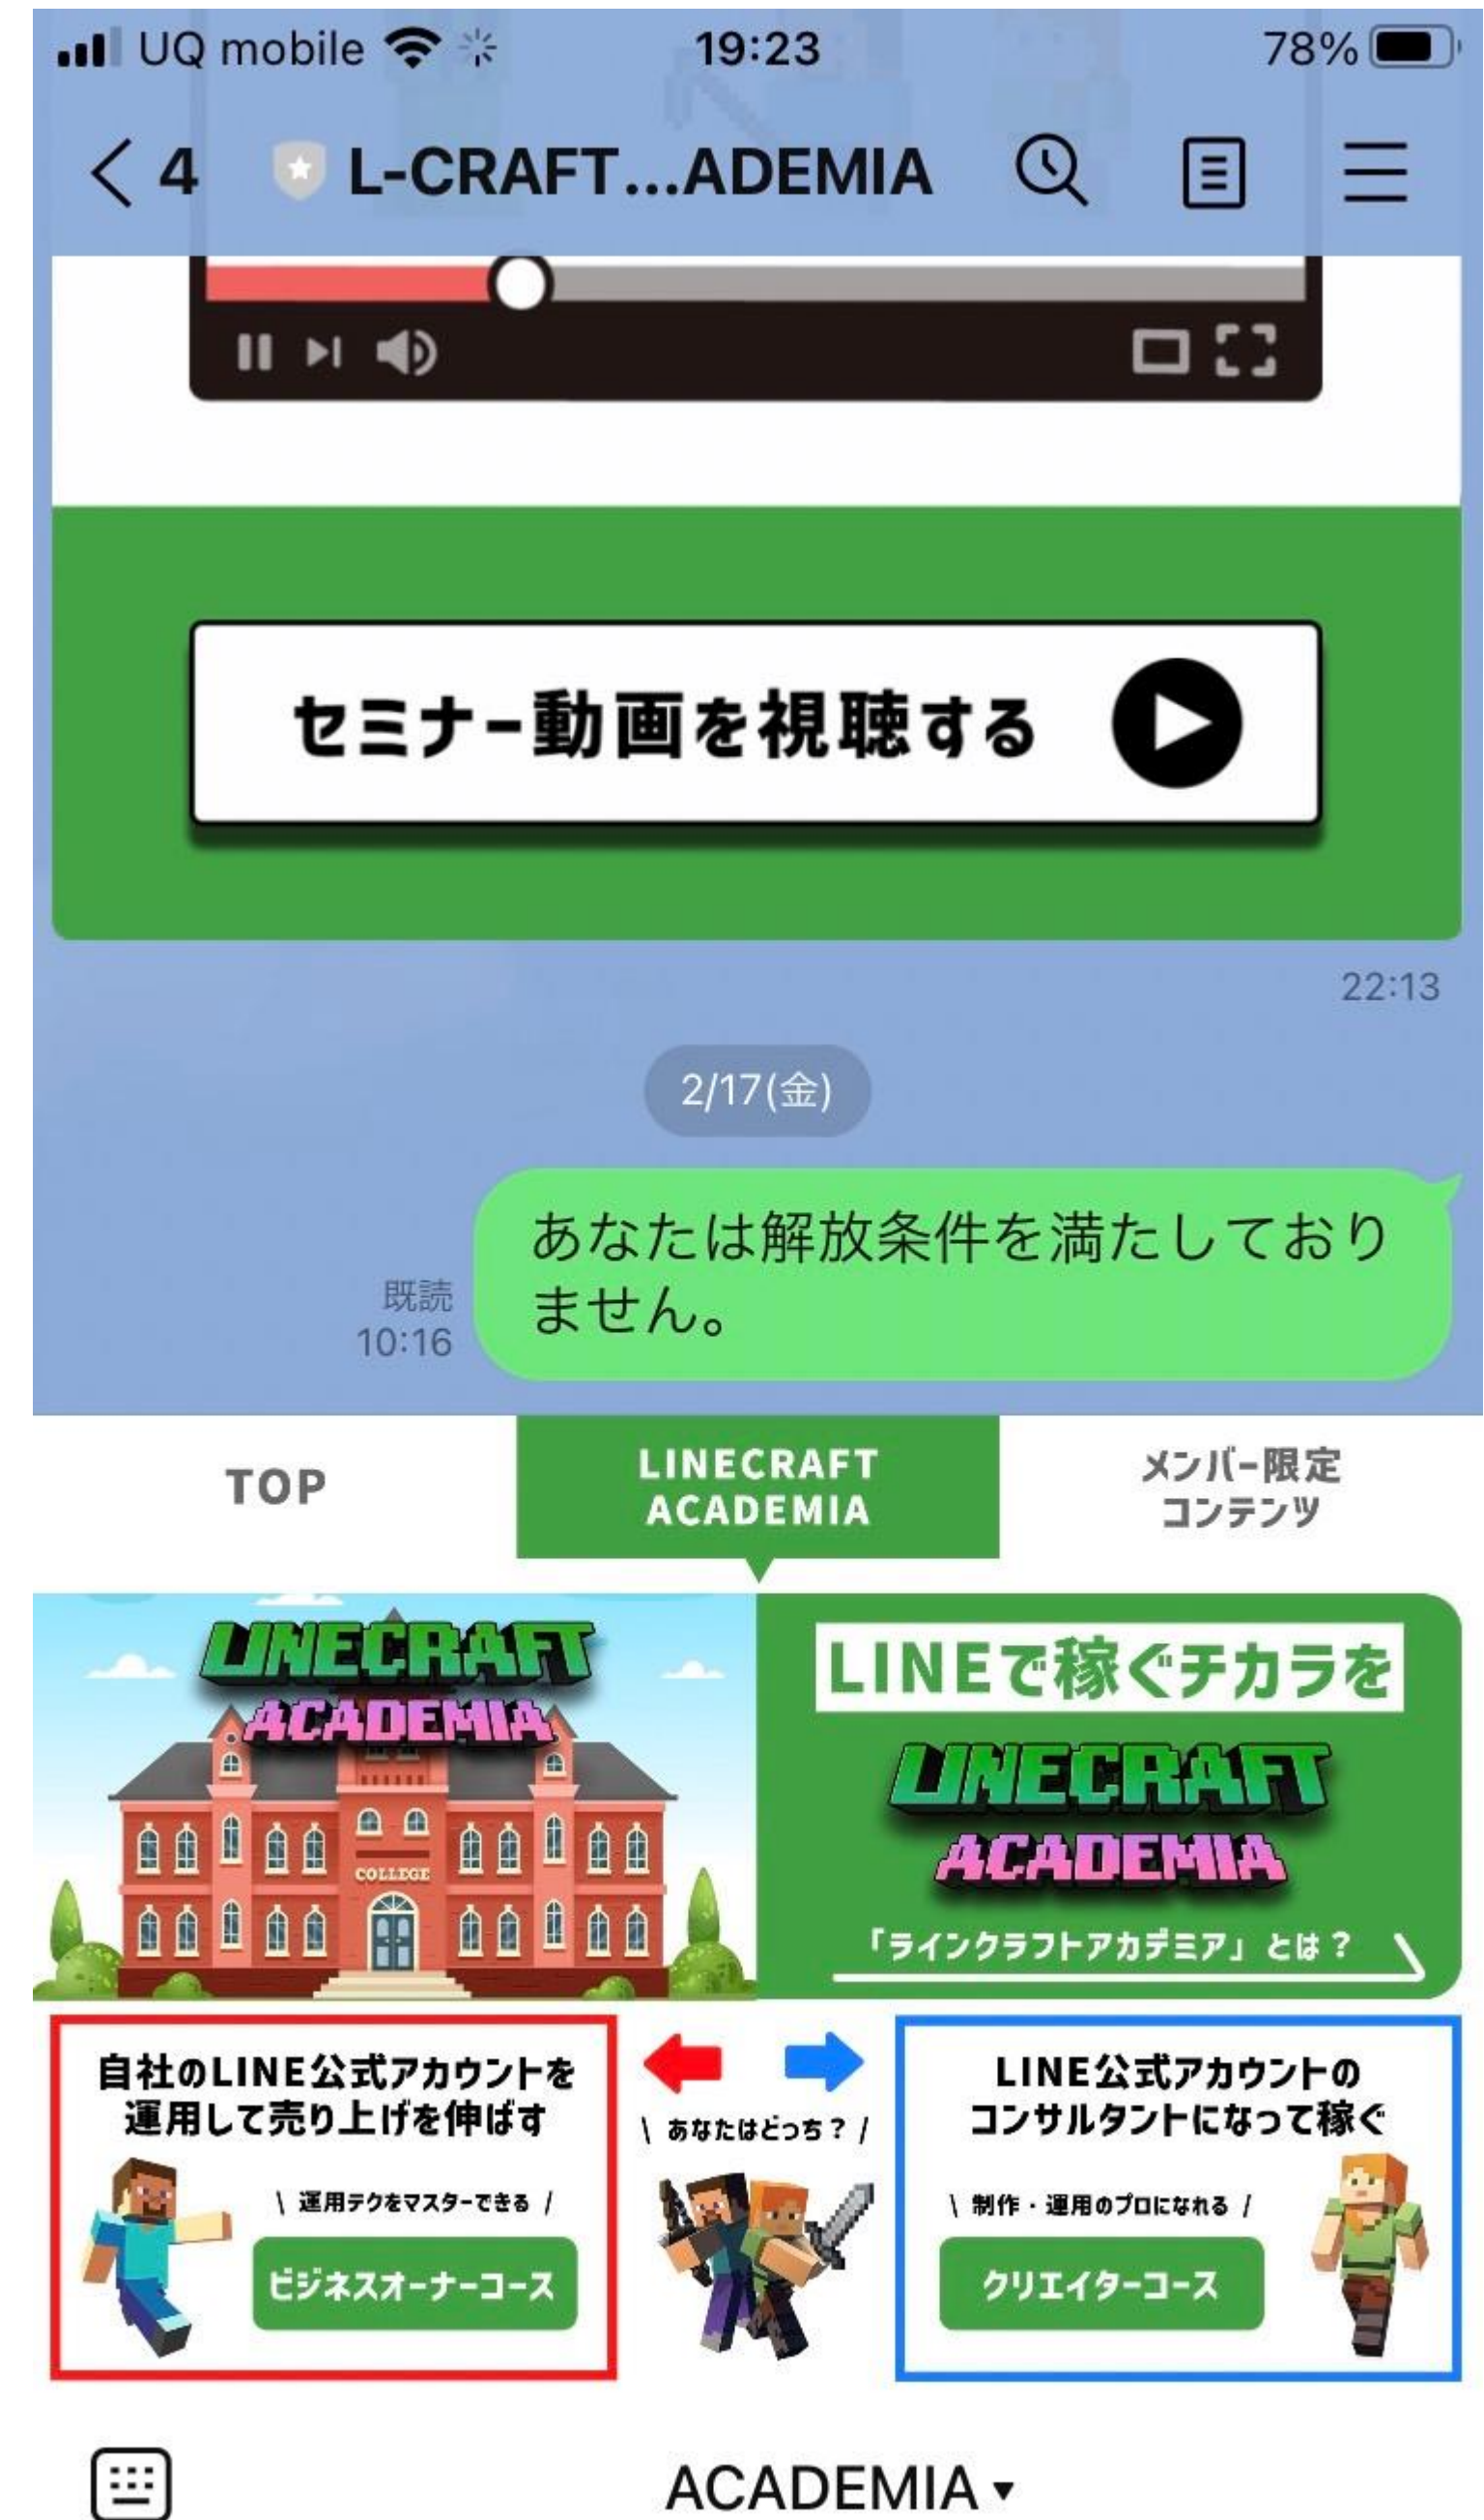 UQ mobile 19:23 78%
4 L-CRAFT...ADEMIA
セミナー動画を視聴する
22:13
2/17(金)
あなたは解放条件を満たしており
ません。
既読
10:16
TOP
LINECRAFT
ACADEMIA
メンバー限定
コンテンツ
LINECRAFT
ACADEMIA
COLLEGE
LINEで稼ぐチカラを
LINECRAFT
ACADEMIA
「ラインクラフトアカデミア」とは？
自社のLINE公式アカウントを
運用して売り上げを伸ばす
\ 運用テクをマスターできる /
ビジネスオーナーコース
\ あなたはどっち？ /
LINE公式アカウントの
コンサルタントになって稼ぐ
\ 制作・運用のプロになれる /
クリエイターコース
ACADEMIA ▾